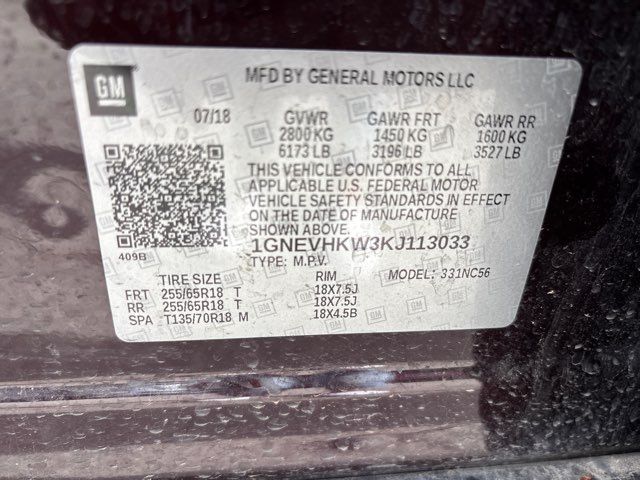 GM
MFD BY GENERAL MOTORS LLC
07/18 GVWR GAWR FRT GAWR RR
2800 KG 1450 KG 1600 KG
6173 LB 3196 LB 3527 LB
THIS VEHICLE CONFORMS TO ALL
APPLICABLE U.S. FEDERAL MOTOR
VEHICLE SAFETY STANDARDS IN EFFECT
ON THE DATE OF MANUFACTURE
SHOWN ABOVE.
1GNEVHKW3KJ113033
409B
TYPE: M.P.V. MODEL: 331NC56
TIRE SIZE RIM
FRT 255/65R18 T 18X7.5J
RR 255/65R18 T 18X7.5J
SPA T135/70R18 M 18X4.5B